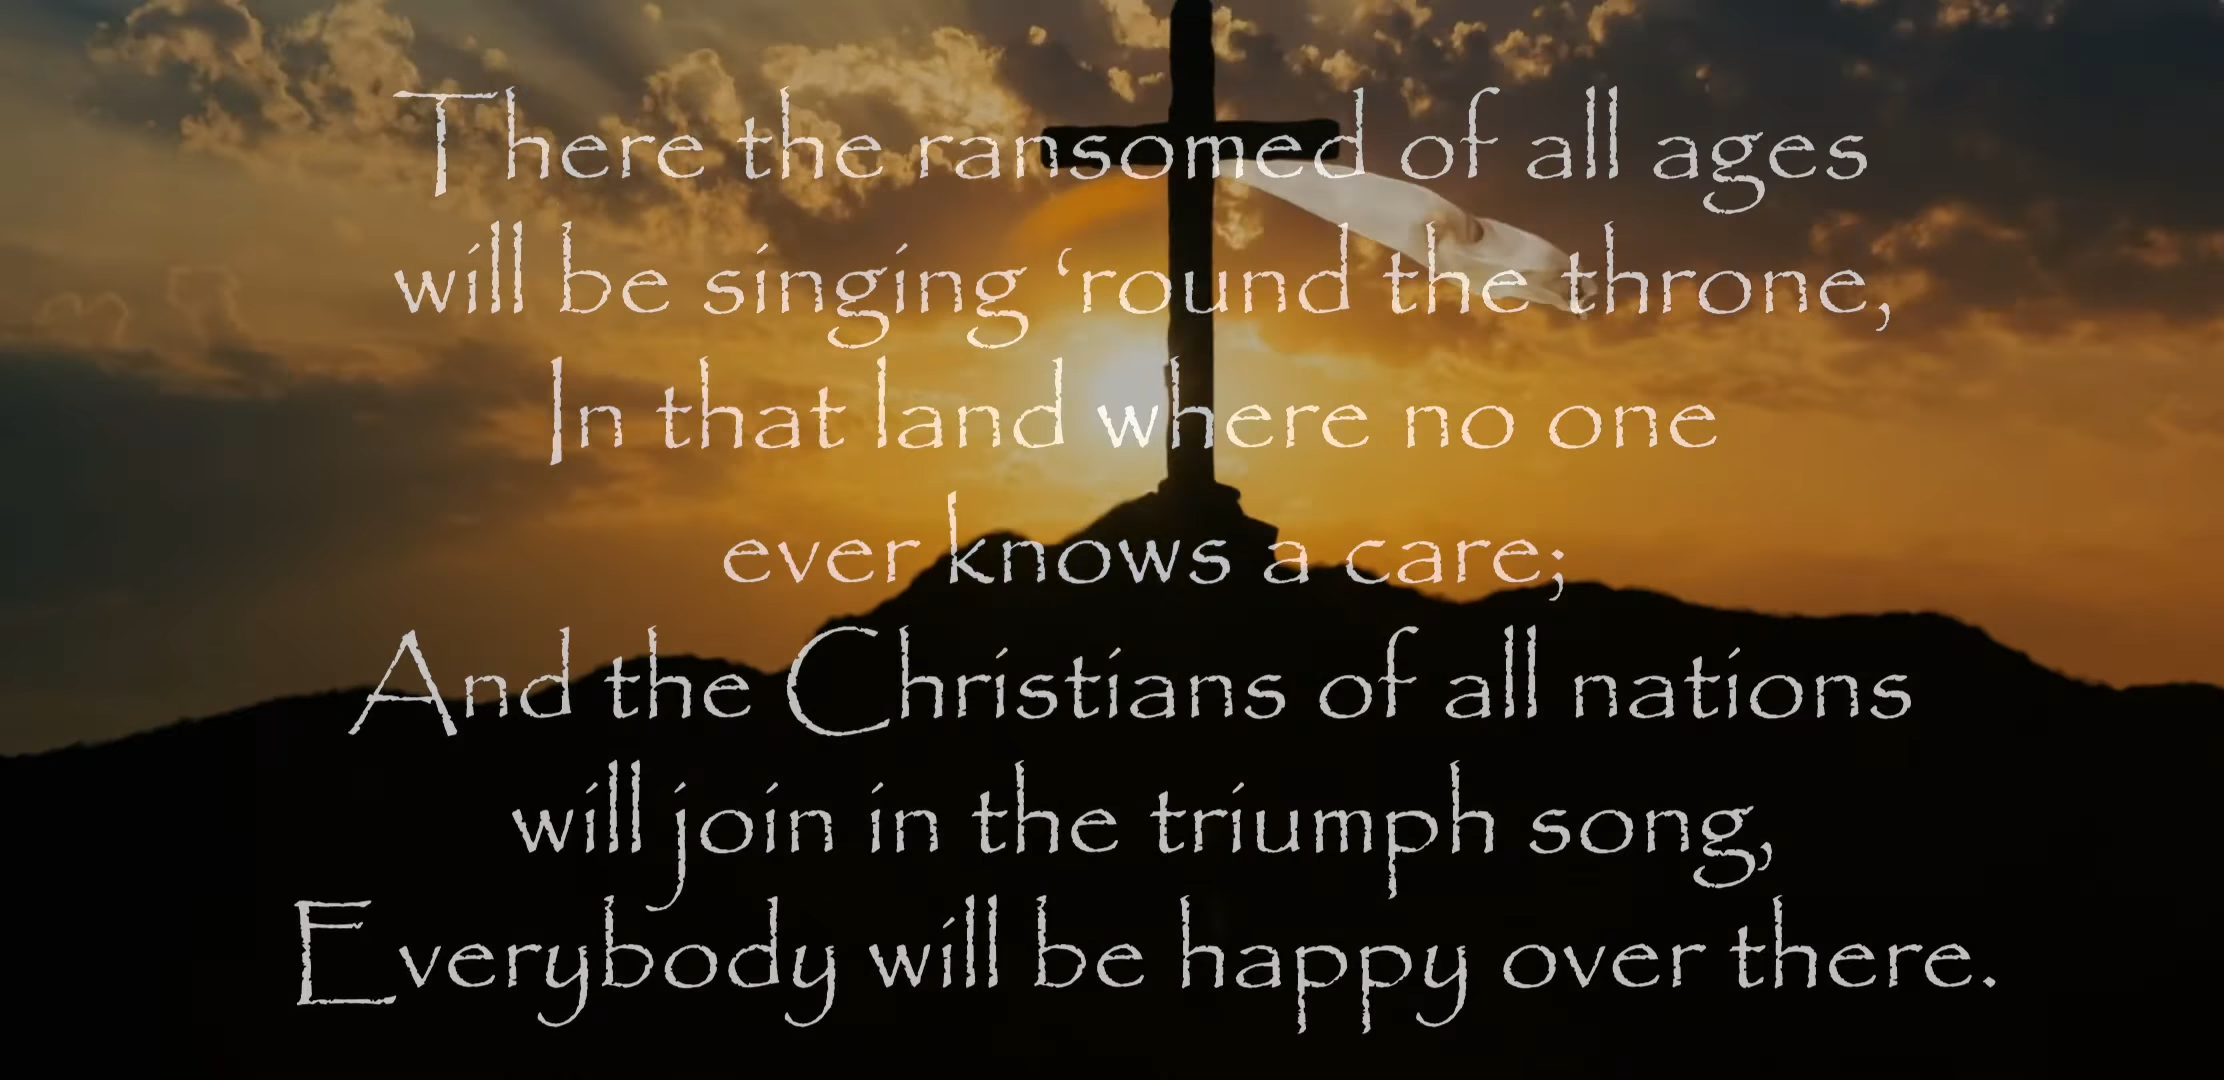 There the ransomed of all ages
will be singing ‘round the throne,
In that land where no one
ever knows a care;
And the Christians of all nations
will join in the triumph song,
Everybody will be happy over there.